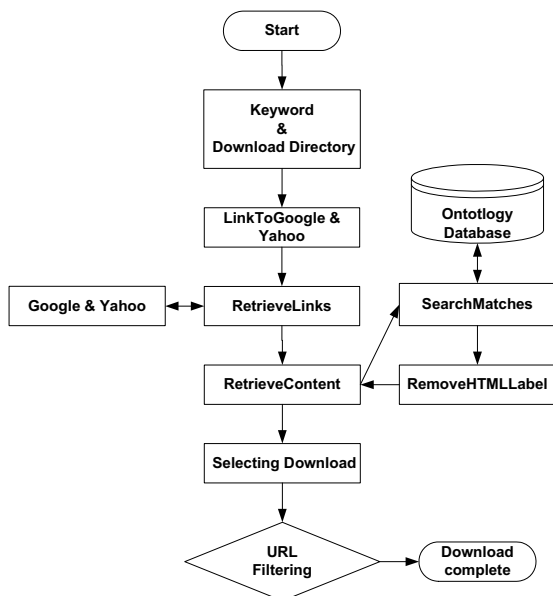 Start
Keyword
&
Download Directory
LinkToGoogle &
Yahoo
Ontotlogy
Database
Google & Yahoo
RetrieveLinks
SearchMatches
RetrieveContent
RemoveHTMLLabel
Selecting Download
URL
Filtering
Download
complete